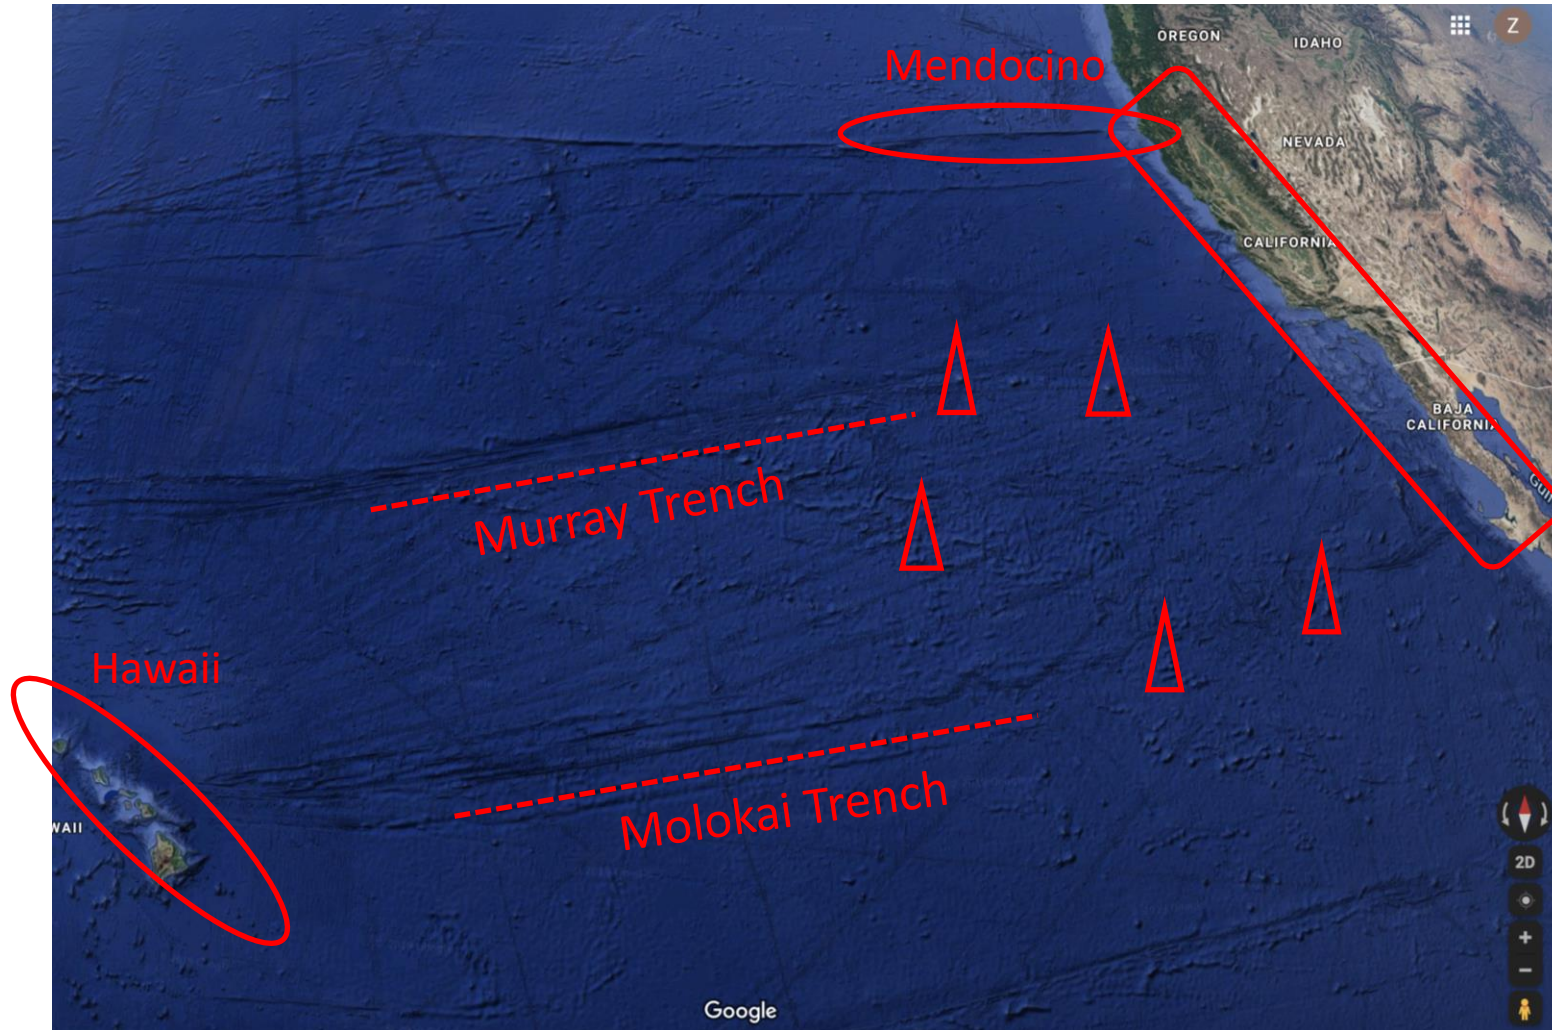 OREGON
IDAHO
Z
Mendocino
NEVADA
CALIFORNIA
BAJA
CALIFORNIA
Murray Trench
Hawaii
Molokai Trench
WAII
2D
Google